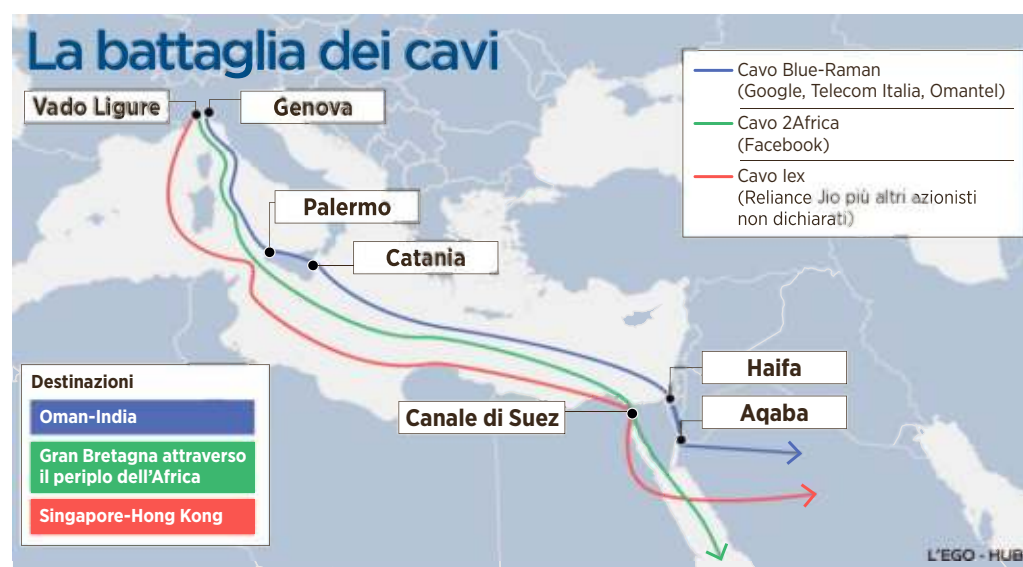 La battaglia dei cavi
Vado Ligure
Genova
Palermo
Catania
Haifa
Aqaba
Canale di Suez
Cavo Blue-Raman
(Google, Telecom Italia, Omantel)
Cavo 2Africa
(Facebook)
Cavo Iex
(Reliance Jio più altri azionisti
non dichiarati)
Destinazioni
Oman-India
Gran Bretagna attraverso
il periplo dell'Africa
Singapore-Hong Kong
L'EGO - HUB